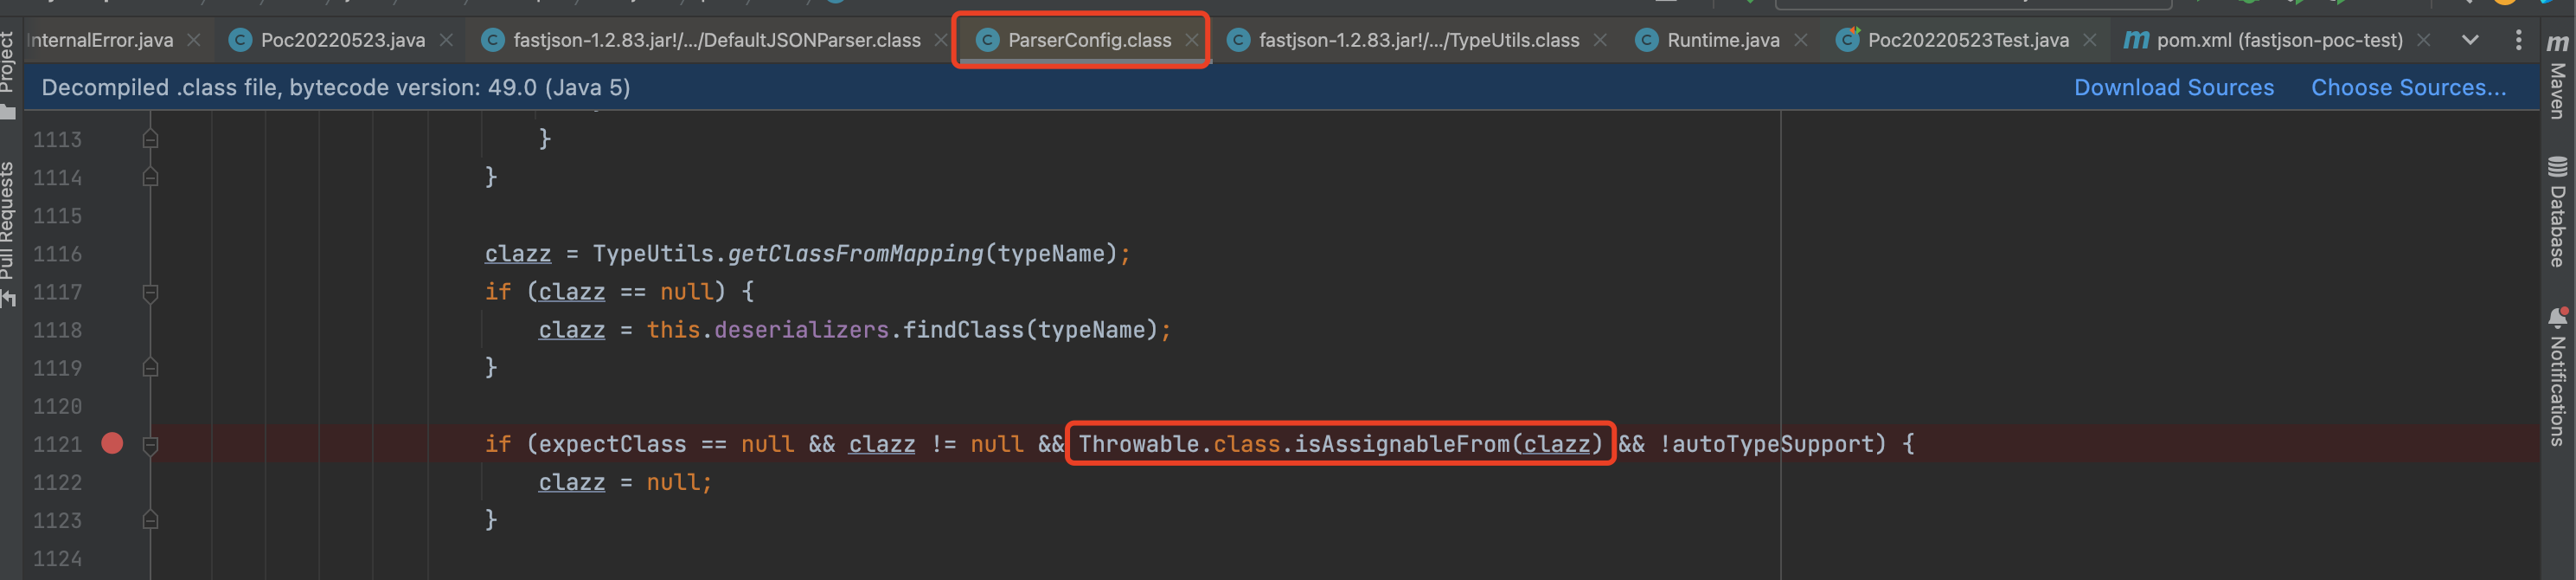 InternalError.java Poc20220523.java fastjson-1.2.83.jar!/.../DefaultJSONParser.class ParserConfig.class fastjson-1.2.83.jar!/.../TypeUtils.class Runtime.java Poc20220523Test.java pom.xml (fastjson-poc-test)
Decompiled .class file, bytecode version: 49.0 (Java 5) Download Sources Choose Sources...
1113 }
1114 }
1115
1116 clazz = TypeUtils.getClassFromMapping(typeName);
1117 if (clazz == null) {
1118 clazz = this.deserializers.findClass(typeName);
1119 }
1120
1121 if (expectClass == null && clazz != null && Throwable.class.isAssignableFrom(clazz) && !autoTypeSupport) {
1122 clazz = null;
1123 }
1124
Project
Pull Requests
Maven
Database
Notifications